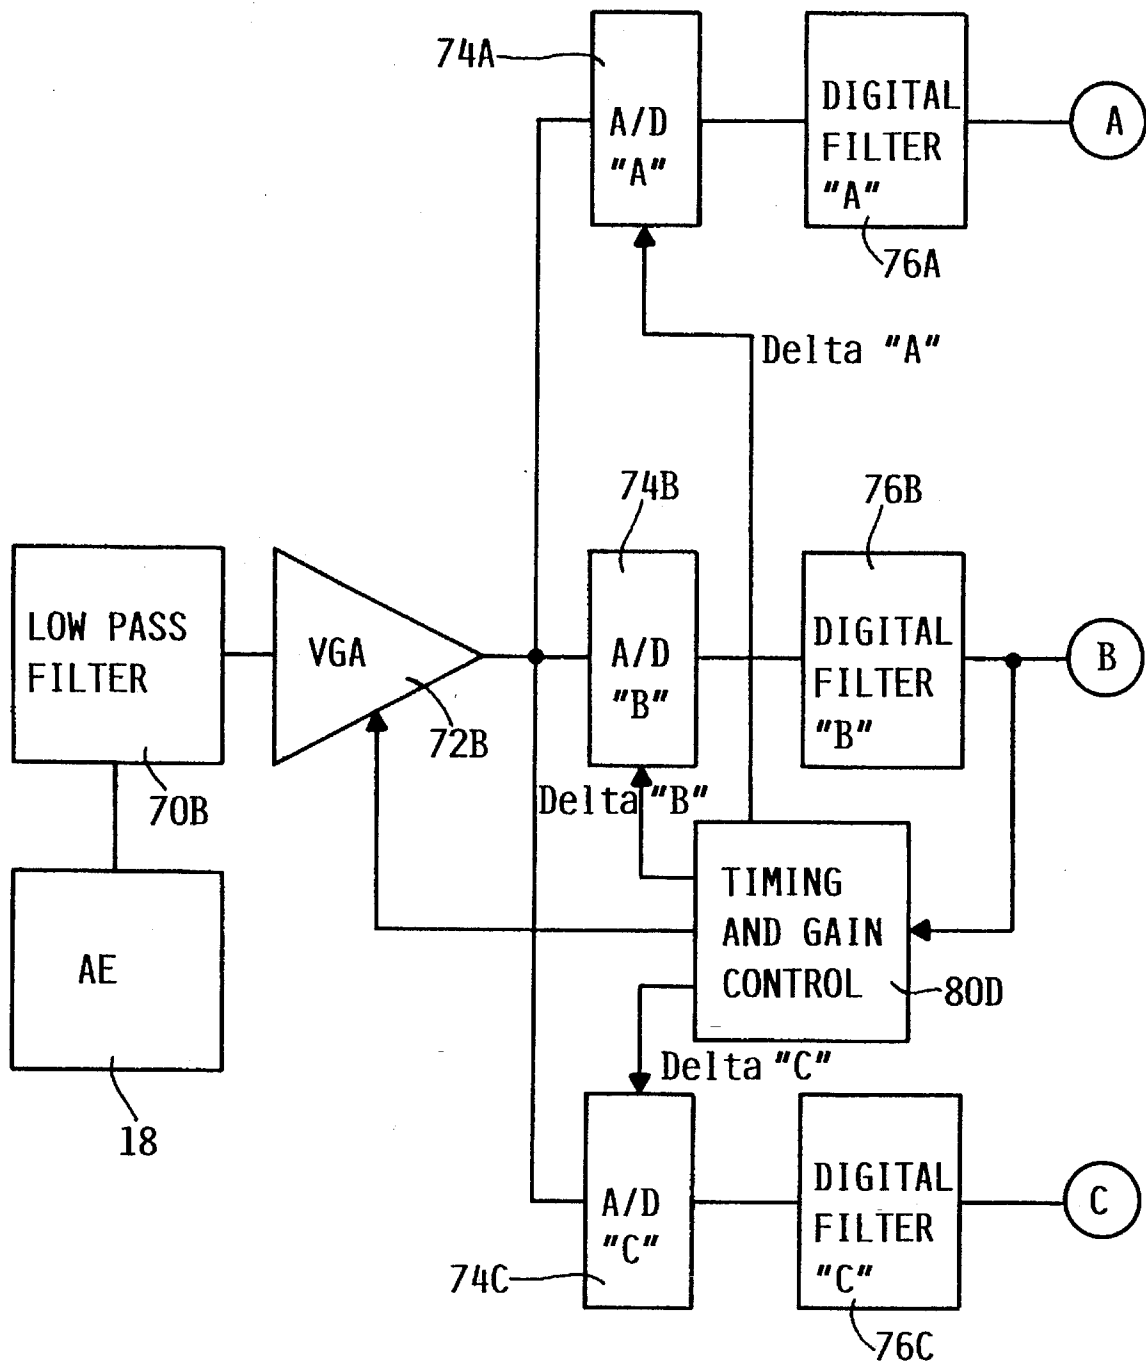 74A
A/D
"A"
DIGITAL
FILTER
"A"
A
76A
Delta "A"
74B
76B
LOW PASS
FILTER
VGA
A/D
"B"
DIGITAL
FILTER
"B"
B
72B
70B
Delta "B"
TIMING
AND GAIN
CONTROL
80D
AE
18
Delta "C"
A/D
"C"
DIGITAL
FILTER
"C"
C
74C
76C